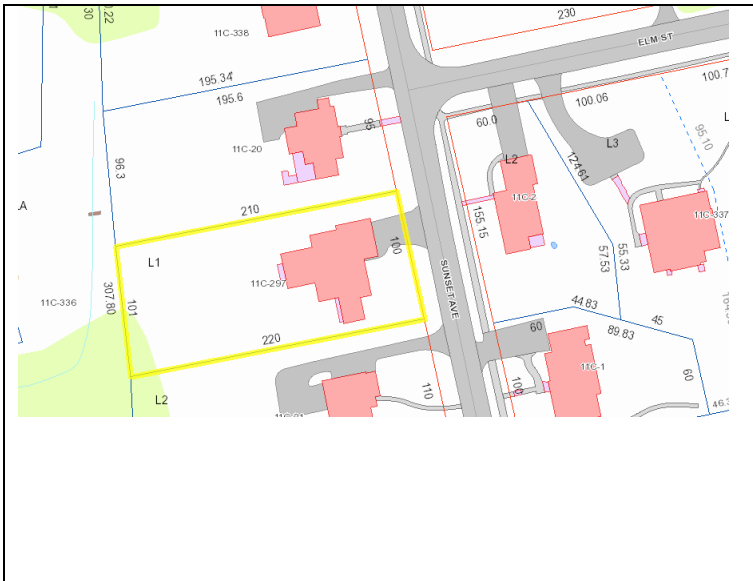 0.22
30
11C-338
230
ELM ST
195.34'
195.6
100.7
100.06
60.0
95
L3
95.10
11C-20
124.61
L2
96.3
11C-2
11C-337
210
155.15
100
L1
57.53
55.33
SUNSET AVE
11C-297
11C-336
307.80
101
44.83
45
60
89.83
220
11C-1
60
110
100
L2
46.3